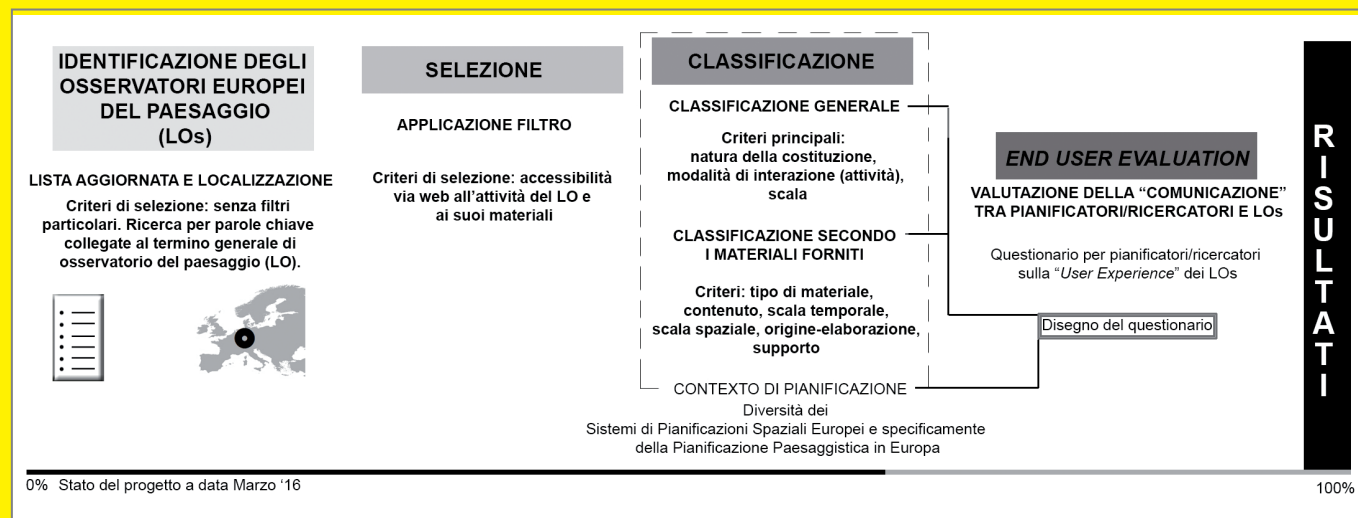 IDENTIFICAZIONE DEGLI
OSSERVATORI EUROPEI
DEL PAESAGGIO
(LOs)
LISTA AGGIORNATA E LOCALIZZAZIONE
Criteri di selezione: senza filtri
particolari. Ricerca per parole chiave
collegate al termino generale di
osservatorio del paesaggio (LO).
SELEZIONE
APPLICAZIONE FILTRO
Criteri di selezione: accessibilità
via web all'attività del LO e
ai suoi materiali
CLASSIFICAZIONE
CLASSIFICAZIONE GENERALE
Criteri principali:
natura della costituzione,
modalità di interazione (attività),
scala
CLASSIFICAZIONE SECONDO
I MATERIALI FORNITI
Criteri: tipo di materiale,
contenuto, scala temporale,
scala spaziale, origine-elaborazione,
supporto
CONTEXTO DI PIANIFICAZIONE
Diversità dei
Sistemi di Pianificazioni Spaziali Europei e specificamente
della Pianificazione Paesaggistica in Europa
END USER EVALUATION
VALUTAZIONE DELLA “COMUNICAZIONE”
TRA PIANIFICATORI/RICERCATORI E LOs
Questionario per pianificatori/ricercatori
sulla “User Experience” dei LOs
Disegno del questionario
RISULTATI
0% Stato del progetto a data Marzo ‘16
100%